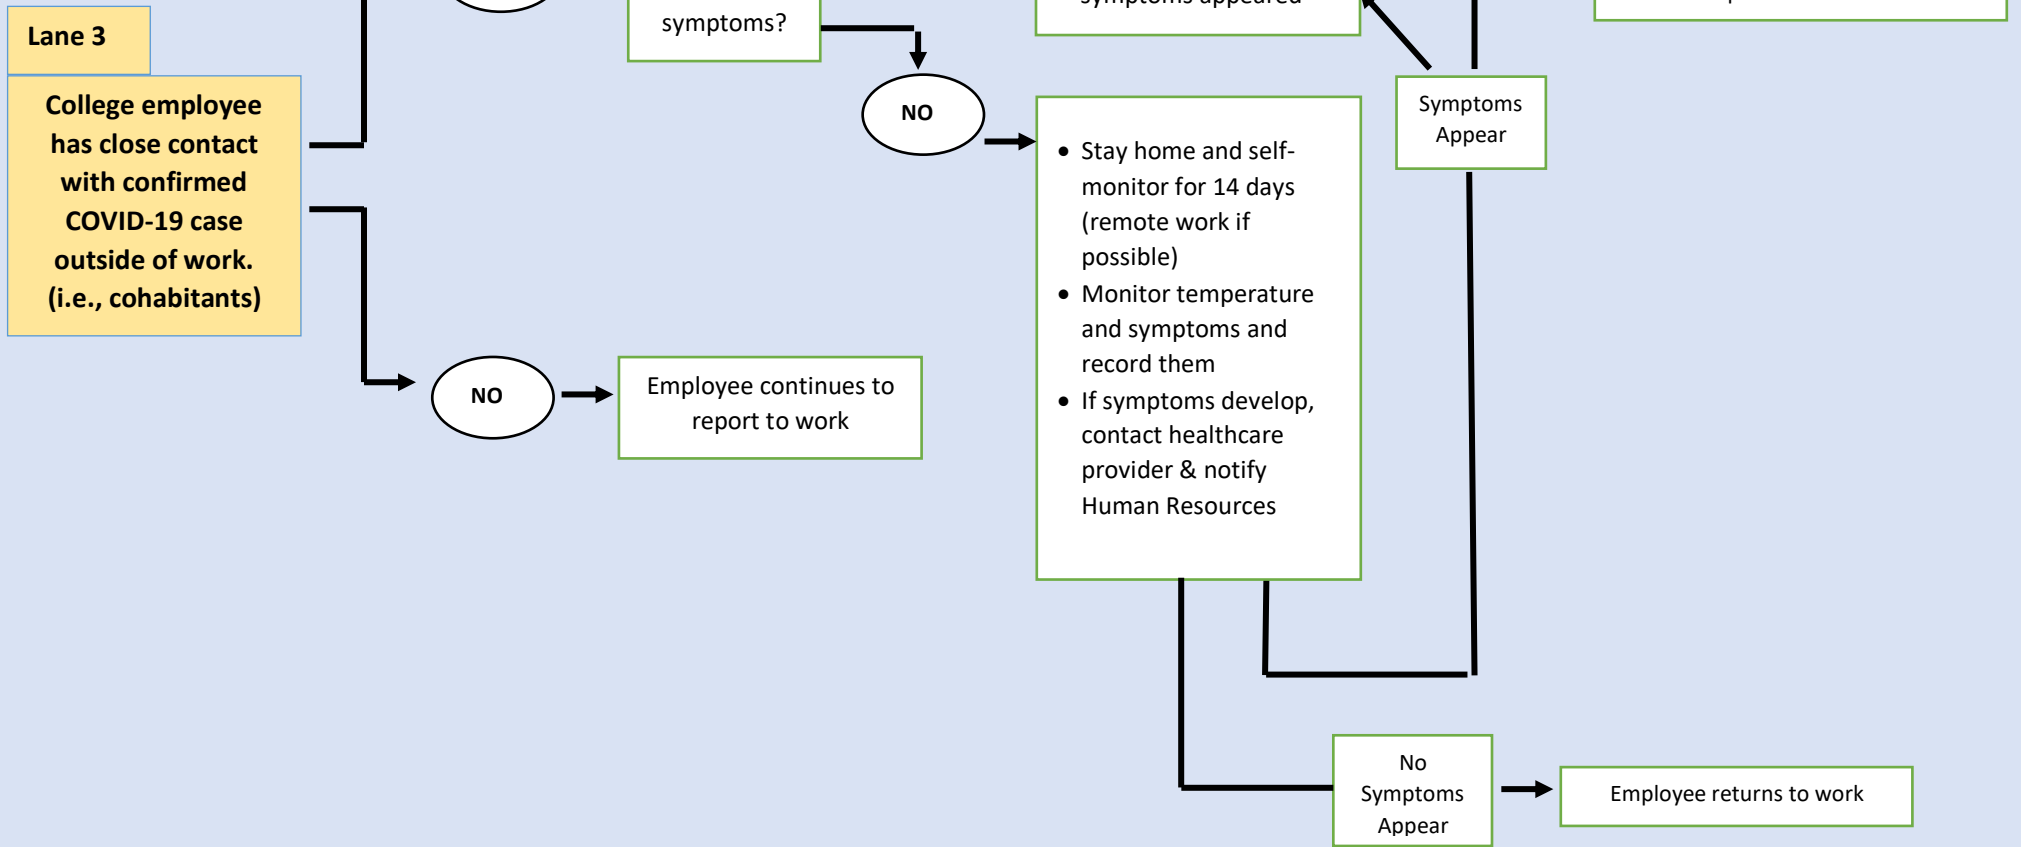 Lane 3
College employee
has close contact
with confirmed
COVID-19 case
outside of work.
(i.e., cohabitants)
symptoms?
symptoms appeared
NO
Symptoms
Appear
• Stay home and self-
monitor for 14 days
(remote work if
possible)
• Monitor temperature
and symptoms and
record them
• If symptoms develop,
contact healthcare
provider & notify
Human Resources
NO
Employee continues to
report to work
No
Symptoms
Appear
Employee returns to work